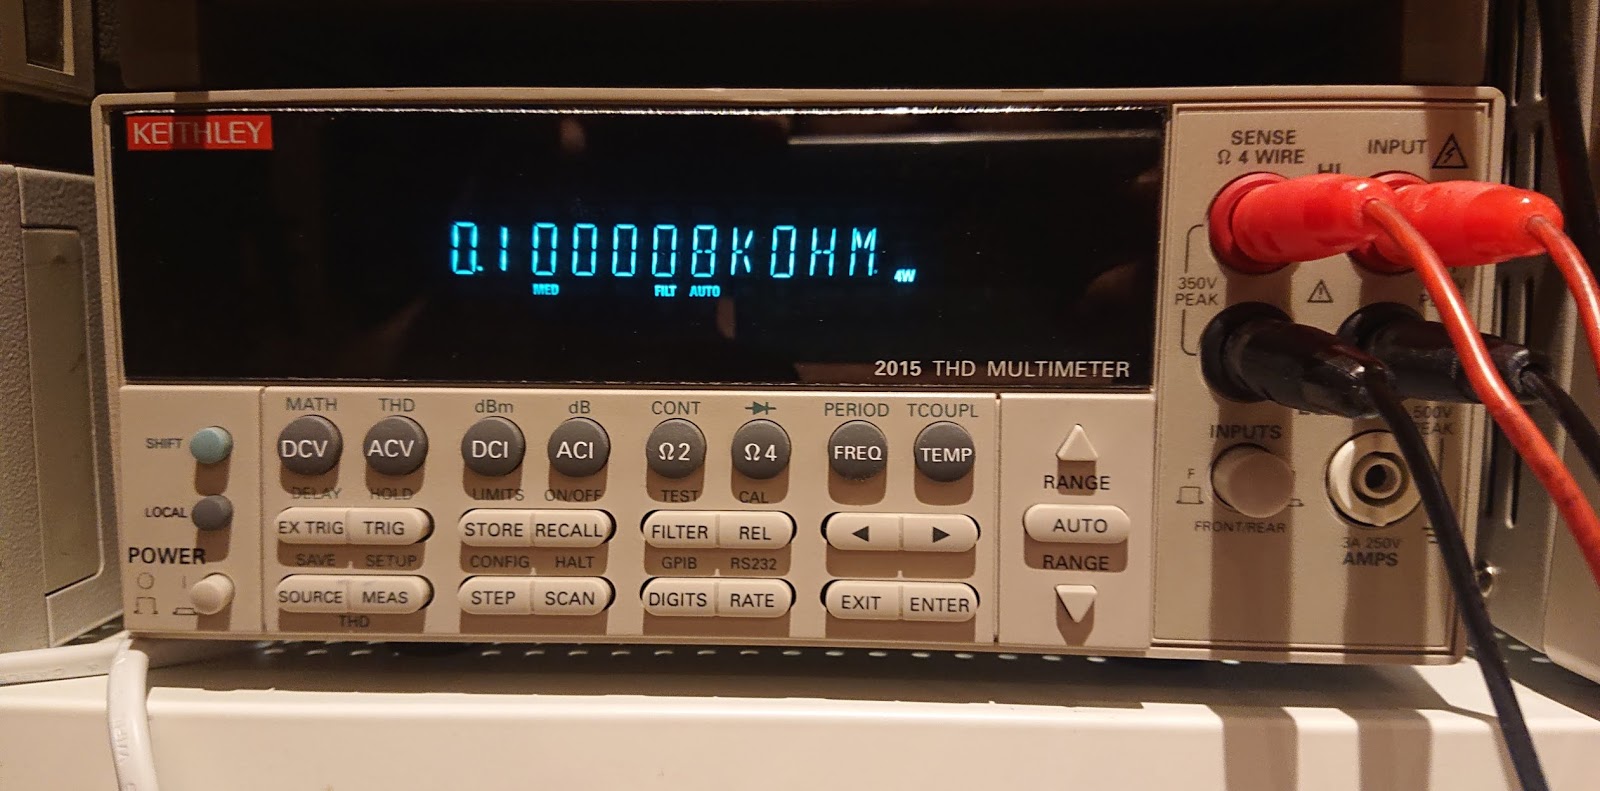 KEITHLEY
0.100008KOHM 4W
MED FILT AUTO
2015 THD MULTIMETER
SENSE
Ω 4 WIRE
INPUT
HI
350V
PEAK
500V
PEAK
INPUTS
F
FRONT/REAR
3A 250V
AMPS
MATH THD dBm dB CONT PERIOD TCOUPL
SHIFT DCV ACV DCI ACI Ω2 Ω4 FREQ TEMP
RANGE
DELAY HOLD LIMITS ON/OFF TEST CAL
LOCAL EX TRIG TRIG STORE RECALL FILTER REL
AUTO
POWER
SAVE SETUP CONFIG HALT GPIB RS232
RANGE
SOURCE MEAS STEP SCAN DIGITS RATE EXIT ENTER
THD